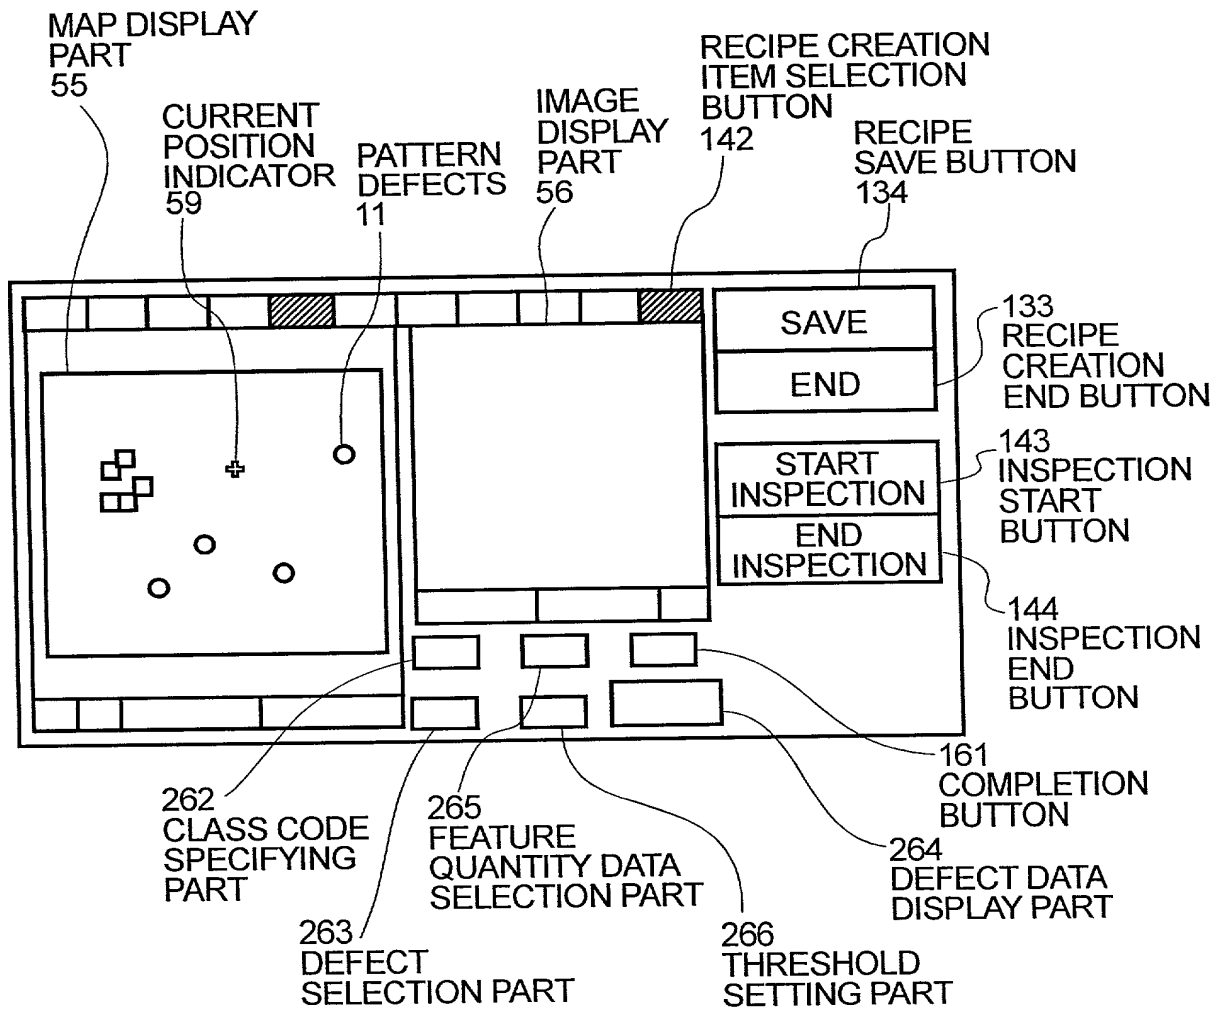 MAP DISPLAY
PART
55
CURRENT
POSITION
INDICATOR
59
PATTERN
DEFECTS
11
IMAGE
DISPLAY
PART
56
RECIPE CREATION
ITEM SELECTION
BUTTON
142
RECIPE
SAVE BUTTON
134
SAVE
END
133
RECIPE
CREATION
END BUTTON
START
INSPECTION
END
INSPECTION
143
INSPECTION
START
BUTTON
144
INSPECTION
END
BUTTON
161
COMPLETION
BUTTON
262
CLASS CODE
SPECIFYING
PART
265
FEATURE
QUANTITY DATA
SELECTION PART
264
DEFECT DATA
DISPLAY PART
263
DEFECT
SELECTION PART
266
THRESHOLD
SETTING PART